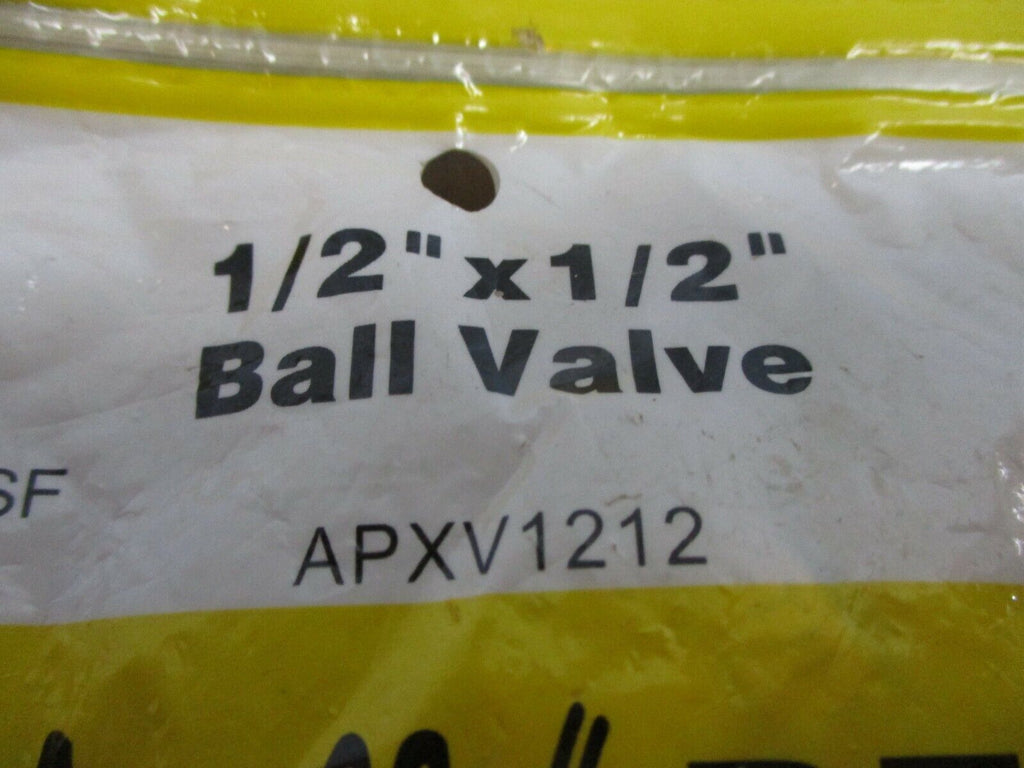 1/2" x 1/2"
Ball Valve
SF
APXV1212